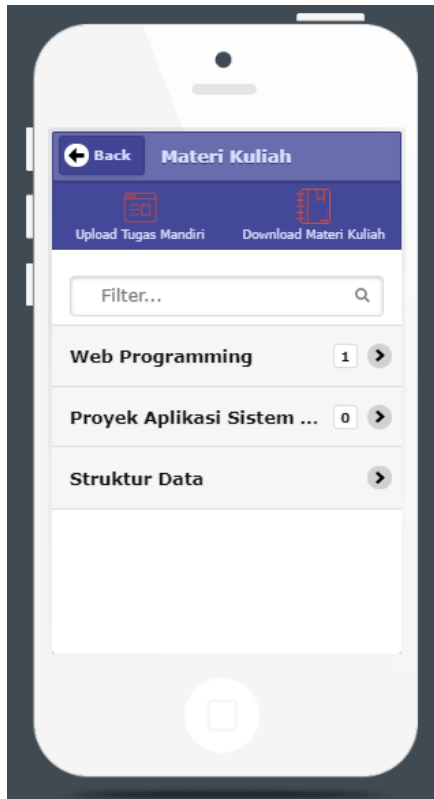 Back
Materi Kuliah
Upload Tugas Mandiri
Download Materi Kuliah
Filter...
Web Programming 1
Proyek Aplikasi Sistem ... 0
Struktur Data